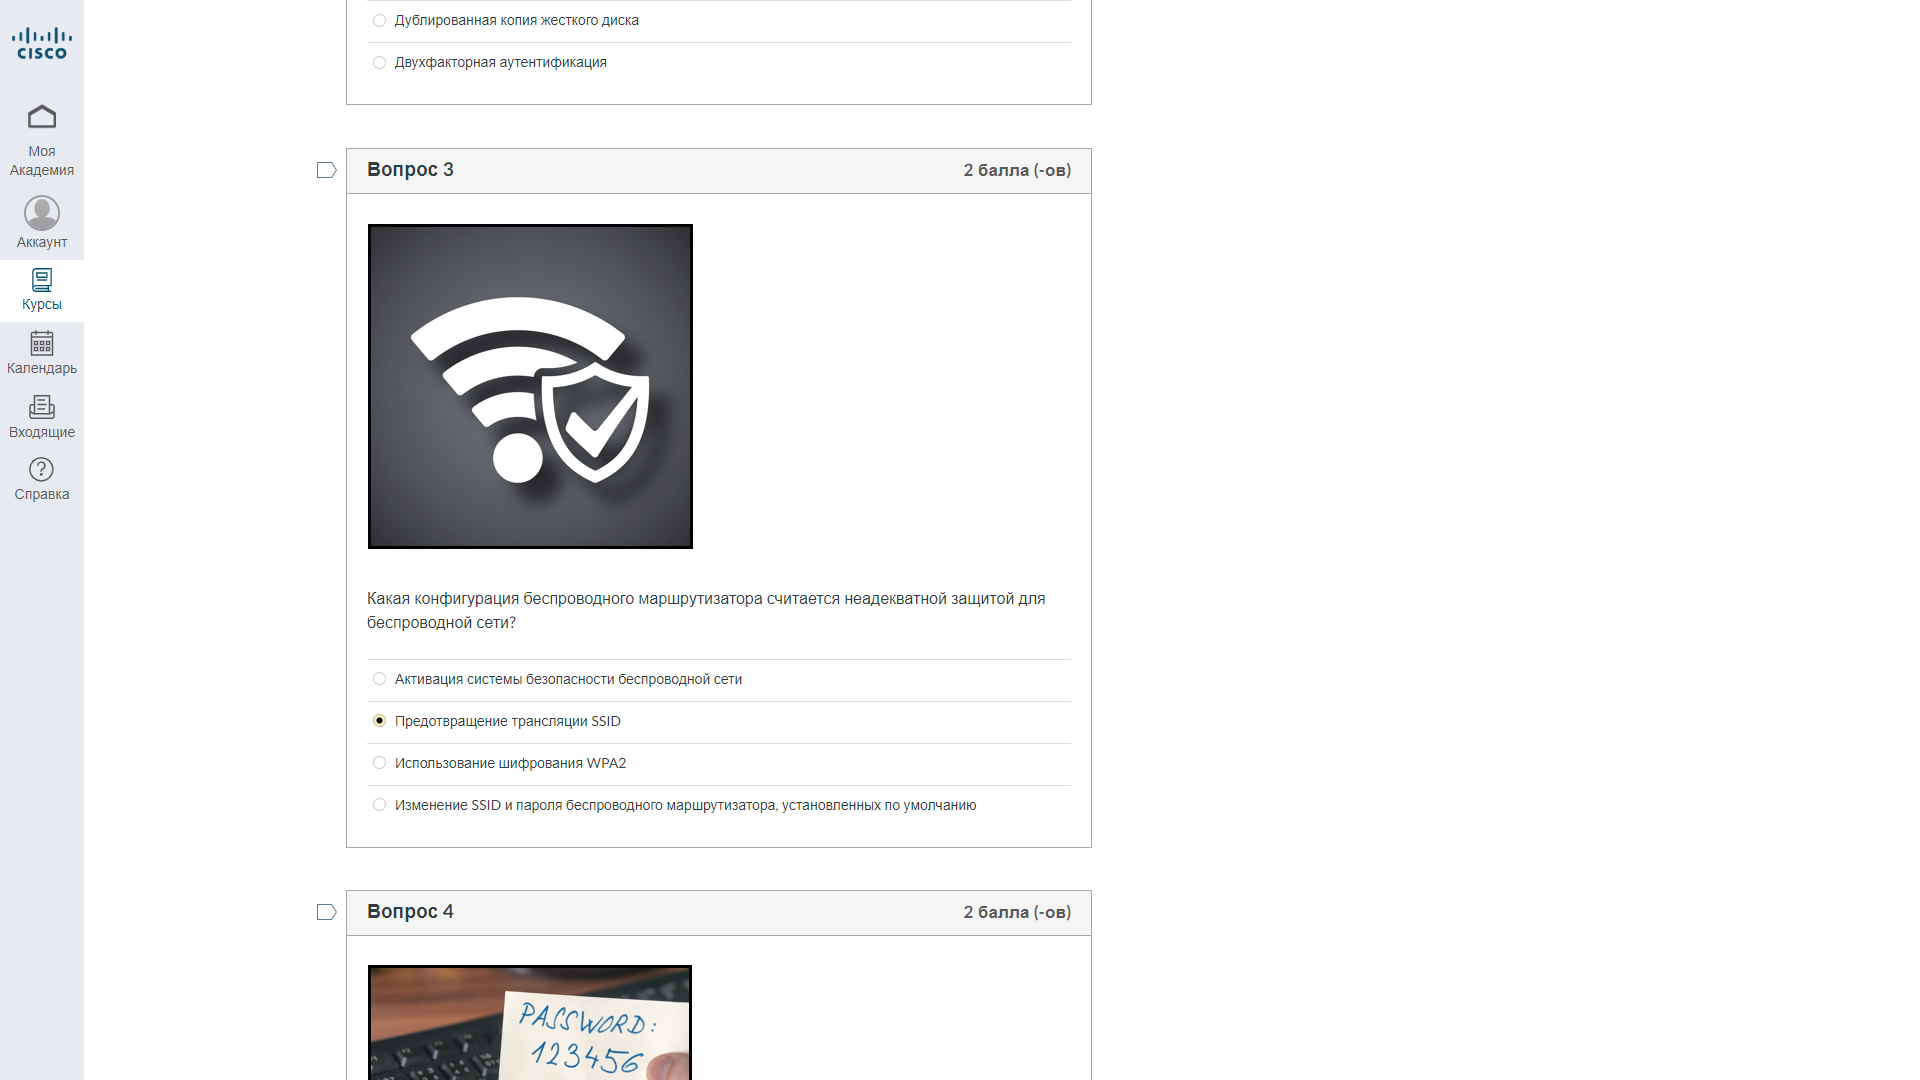 Дублированная копия жесткого диска
Двухфакторная аутентификация
CISCO
Моя
Академия
Аккаунт
Курсы
Календарь
Входящие
Справка
Вопрос 3
2 балла (-ов)
Какая конфигурация беспроводного маршрутизатора считается неадекватной защитой для
беспроводной сети?
Активация системы безопасности беспроводной сети
Предотвращение трансляции SSID
Использование шифрования WPA2
Изменение SSID и пароля беспроводного маршрутизатора, установленных по умолчанию
Вопрос 4
2 балла (-ов)
PASSWORD:
123456